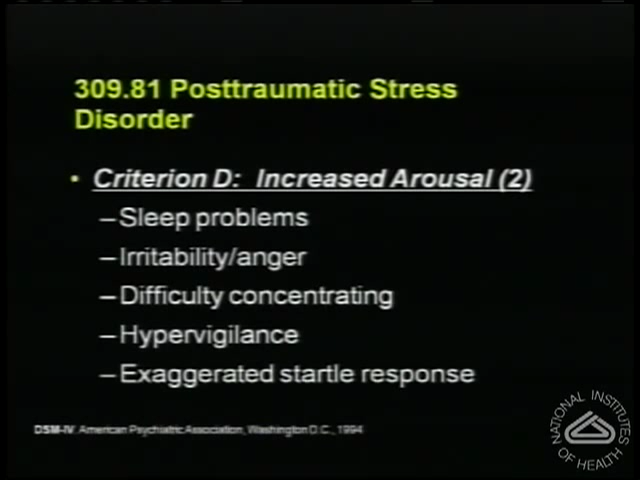 309.81 Posttraumatic Stress
Disorder
• Criterion D: Increased Arousal (2)
–Sleep problems
–Irritability/anger
–Difficulty concentrating
–Hypervigilance
–Exaggerated startle response
DSM-IV. American Psychiatric Association, Washington D.C., 1994
NATIONAL INSTITUTES
OF HEALTH